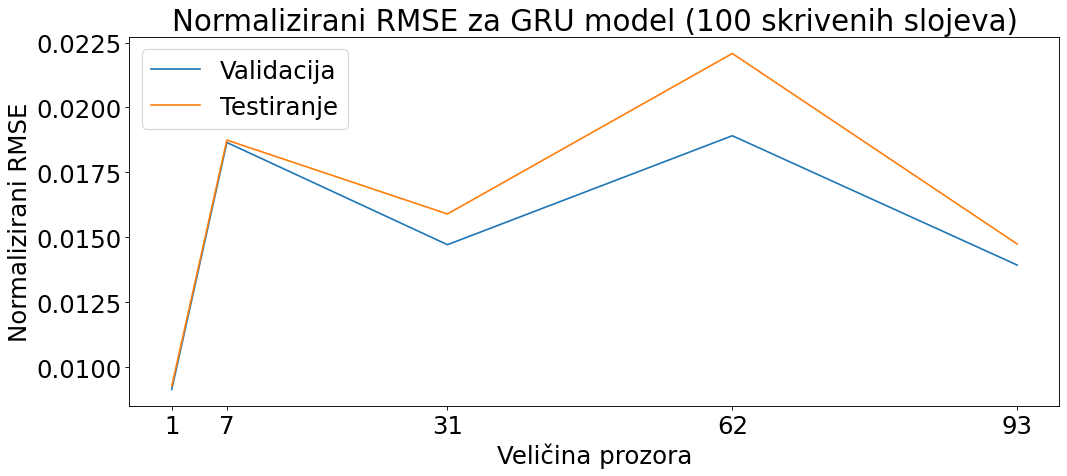 Normalizirani RMSE za GRU model (100 skrivenih slojeva)
Normalizirani RMSE
0.0225
0.0200
0.0175
0.0150
0.0125
0.0100
Validacija
Testiranje
1 7 31 62 93
Veličina prozora